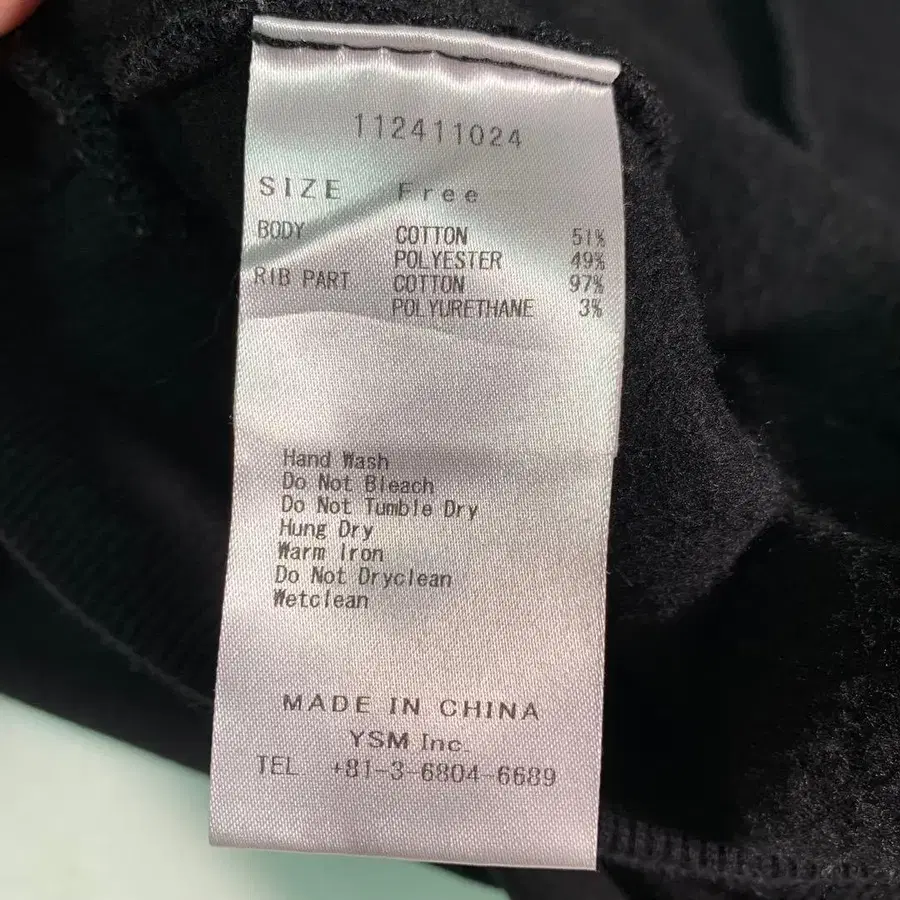 112411024
SIZE Free
BODY COTTON 51%
POLYESTER 49%
RIB PART COTTON 97%
POLYURETHANE 3%
Hand Wash
Do Not Bleach
Do Not Tumble Dry
Hung Dry
Warm Iron
Do Not Dryclean
Wetclean
MADE IN CHINA
YSM Inc.
TEL +81-3-6804-6689